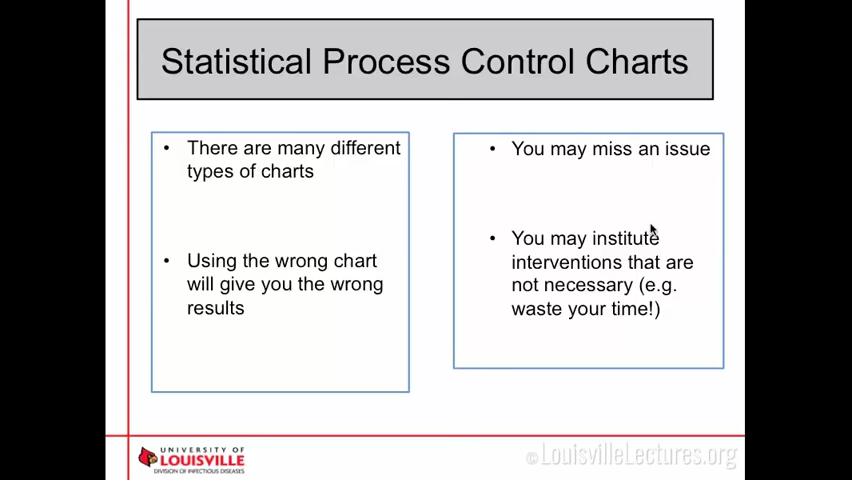 Statistical Process Control Charts
• There are many different
types of charts
• Using the wrong chart
will give you the wrong
results
• You may miss an issue
• You may institute
interventions that are
not necessary (e.g.
waste your time!)
UNIVERSITY OF
LOUISVILLE
DIVISION OF INFECTIOUS DISEASES
©LouisvilleLectures.org